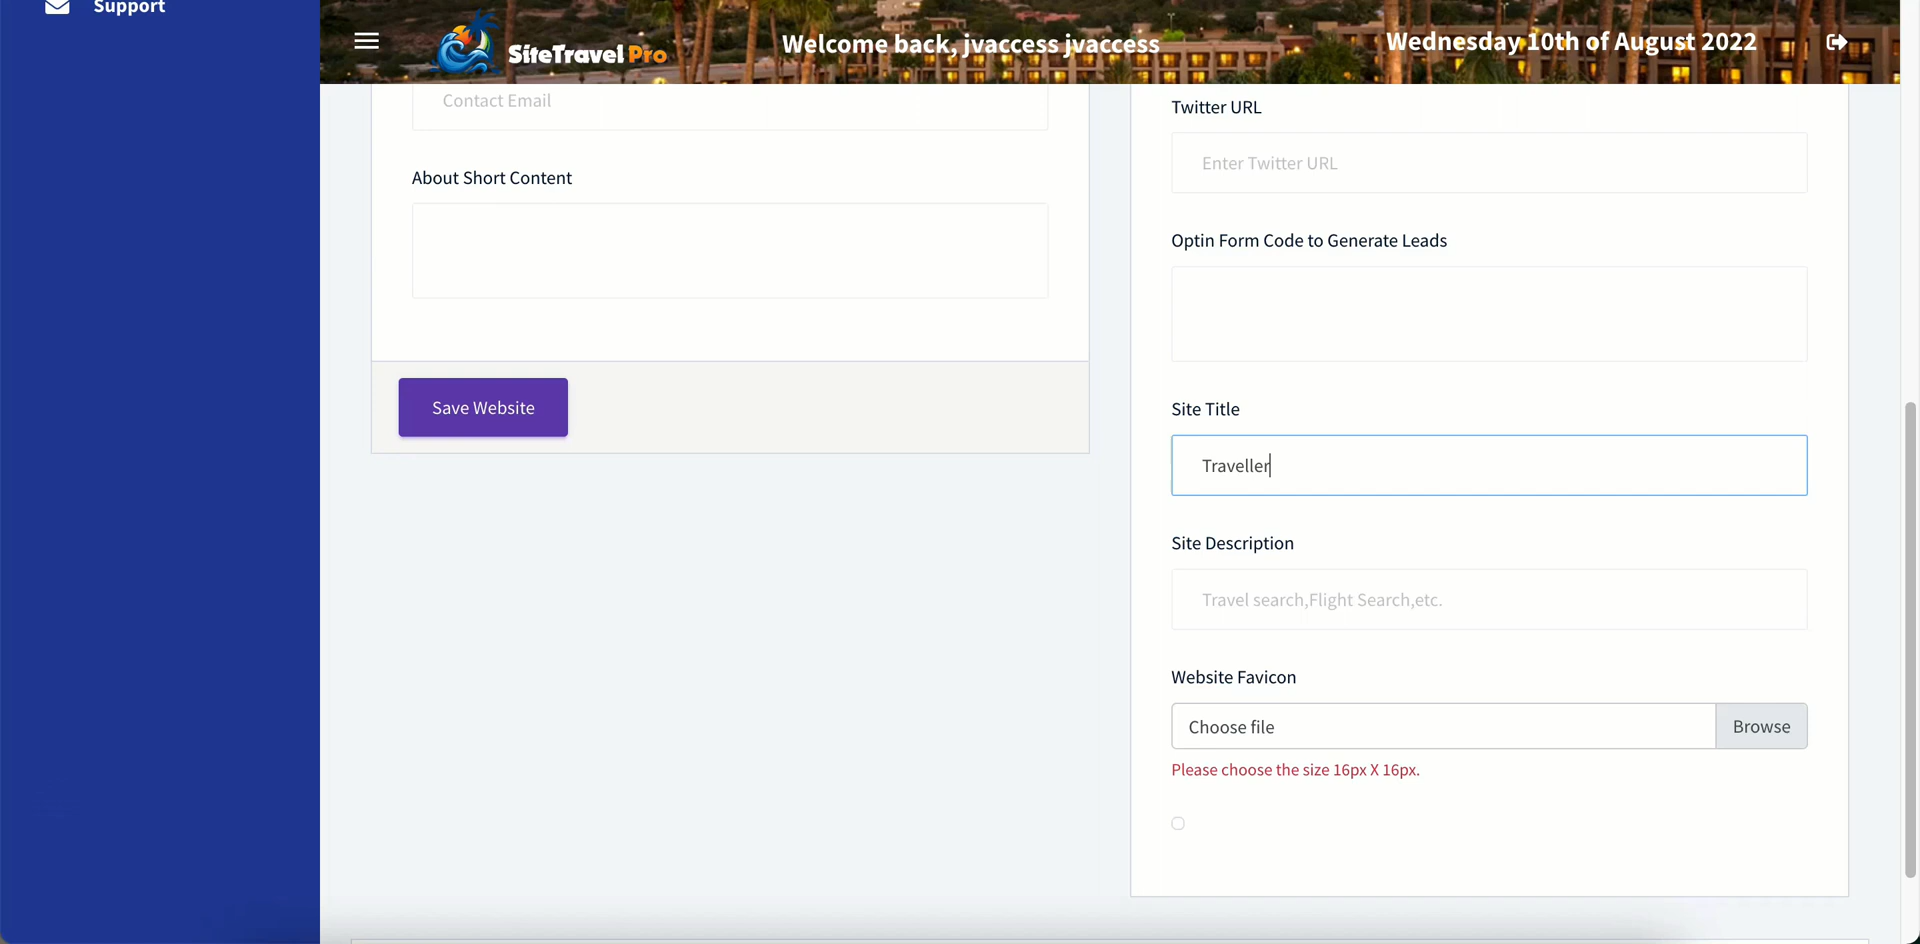 Support
SiteTravel Pro
Welcome back, jvaccess jvaccess
Wednesday 10th of August 2022
Contact Email
About Short Content
Save Website
Twitter URL
Enter Twitter URL
Optin Form Code to Generate Leads
Site Title
Traveller
Site Description
Travel search,Flight Search,etc.
Website Favicon
Choose file
Browse
Please choose the size 16px X 16px.